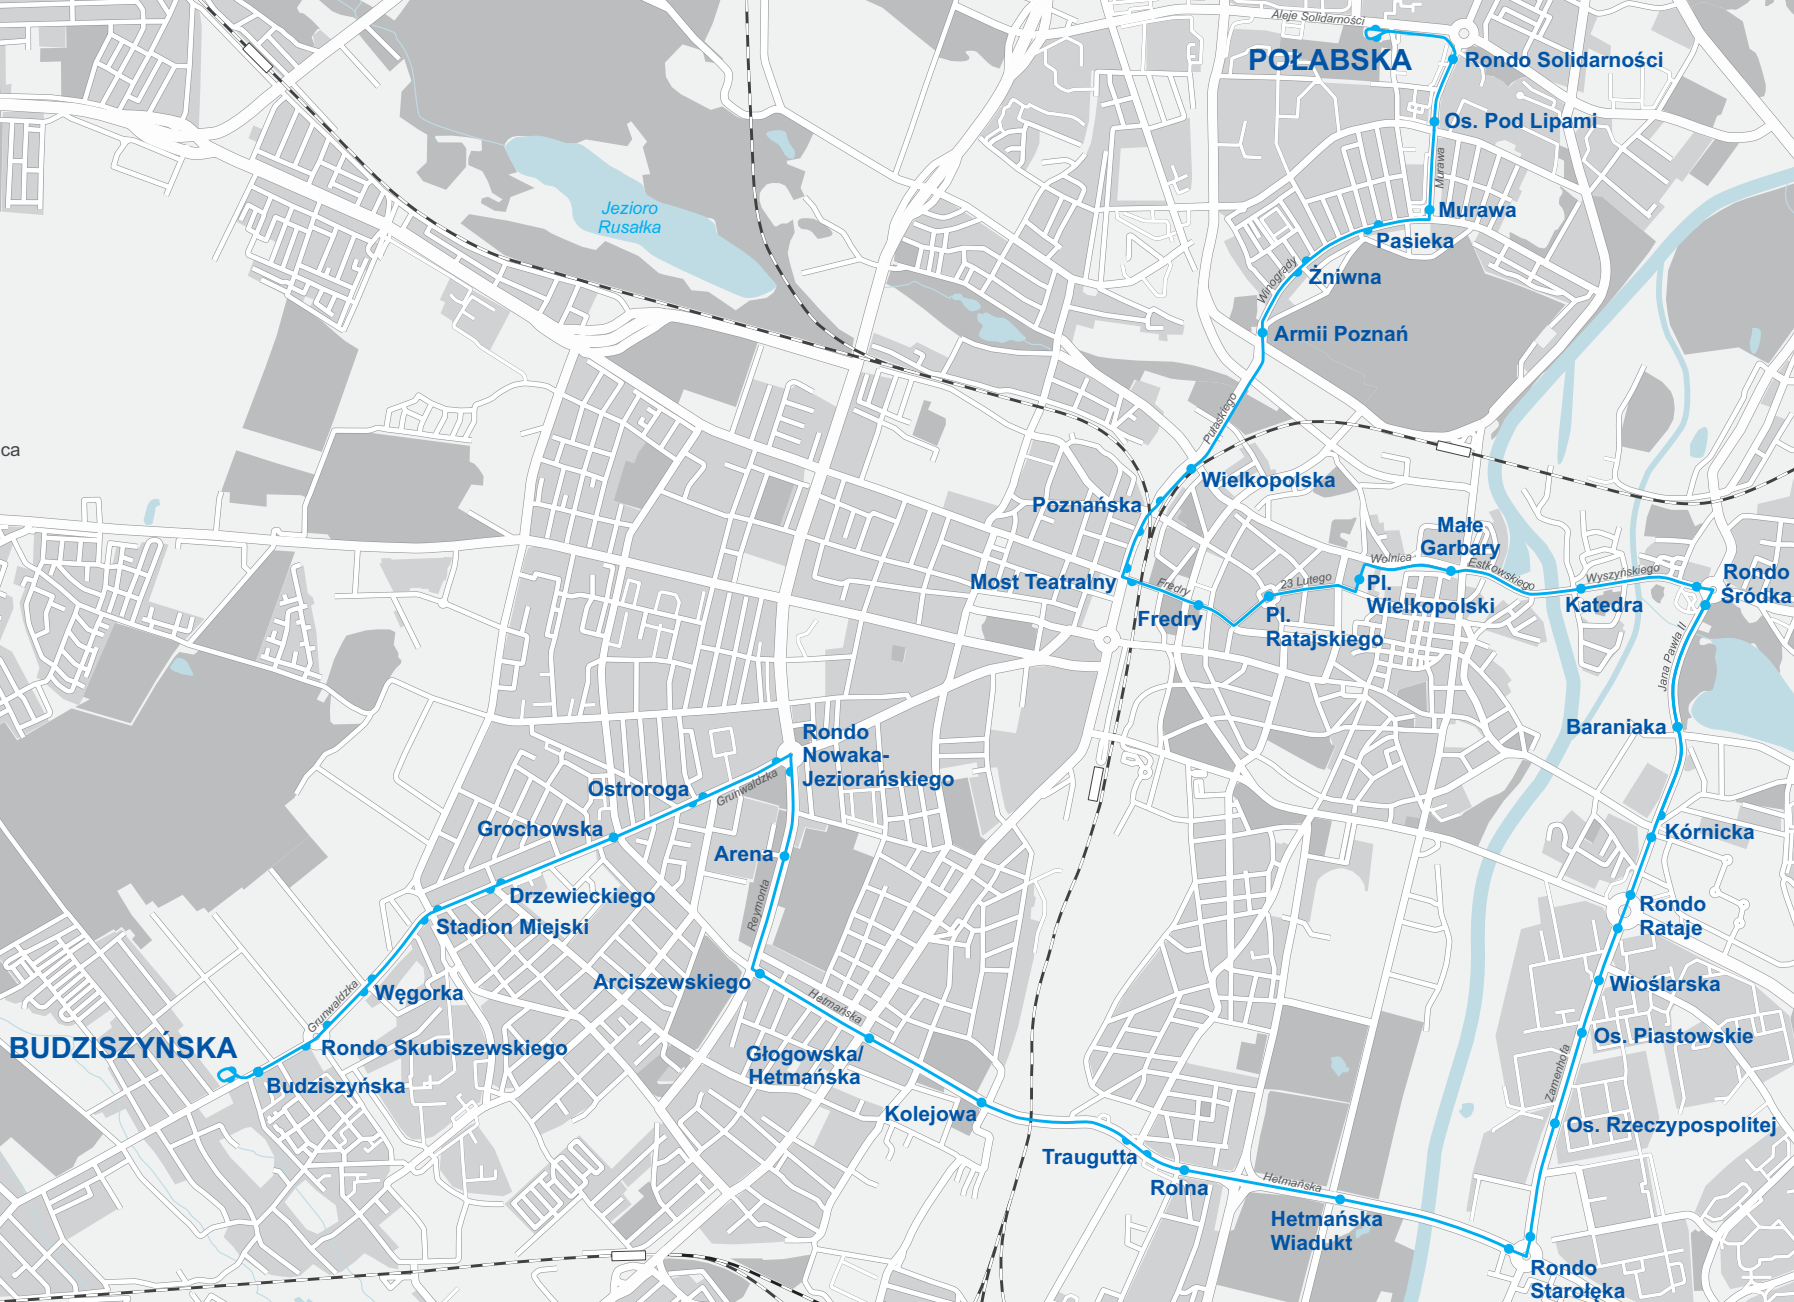 Aleje Solidarności
POŁABSKA
Rondo Solidarności
Os. Pod Lipami
Murawa
Murawa
Pasieka
Jezioro
Rusałka
Winogrady
Żniwna
Armii Poznań
Pułaskiego
ca
Wielkopolska
Poznańska
Most Teatralny
Fredry
Fredry
23 Lutego
Pl.
Ratajskiego
Wolnica
Pl.
Wielkopolski
Małe
Garbary
Estkowskiego
Wyszyńskiego
Katedra
Rondo
Śródka
Jana Pawła II
Baraniaka
Kórnicka
Rondo
Rataje
Wioślarska
Os. Piastowskie
Zamenhofa
Os. Rzeczypospolitej
Rondo
Starołęka
Hetmańska
Wiadukt
Hetmańska
Rolna
Traugutta
Kolejowa
Głogowska/
Hetmańska
Hetmańska
Arciszewskiego
Reymonta
Arena
Rondo
Nowaka-
Jeziorańskiego
Grunwaldzka
Ostroroga
Grochowska
Drzewieckiego
Stadion Miejski
Węgorka
Grunwaldzka
Rondo Skubiszewskiego
BUDZISZYŃSKA
Budziszyńska